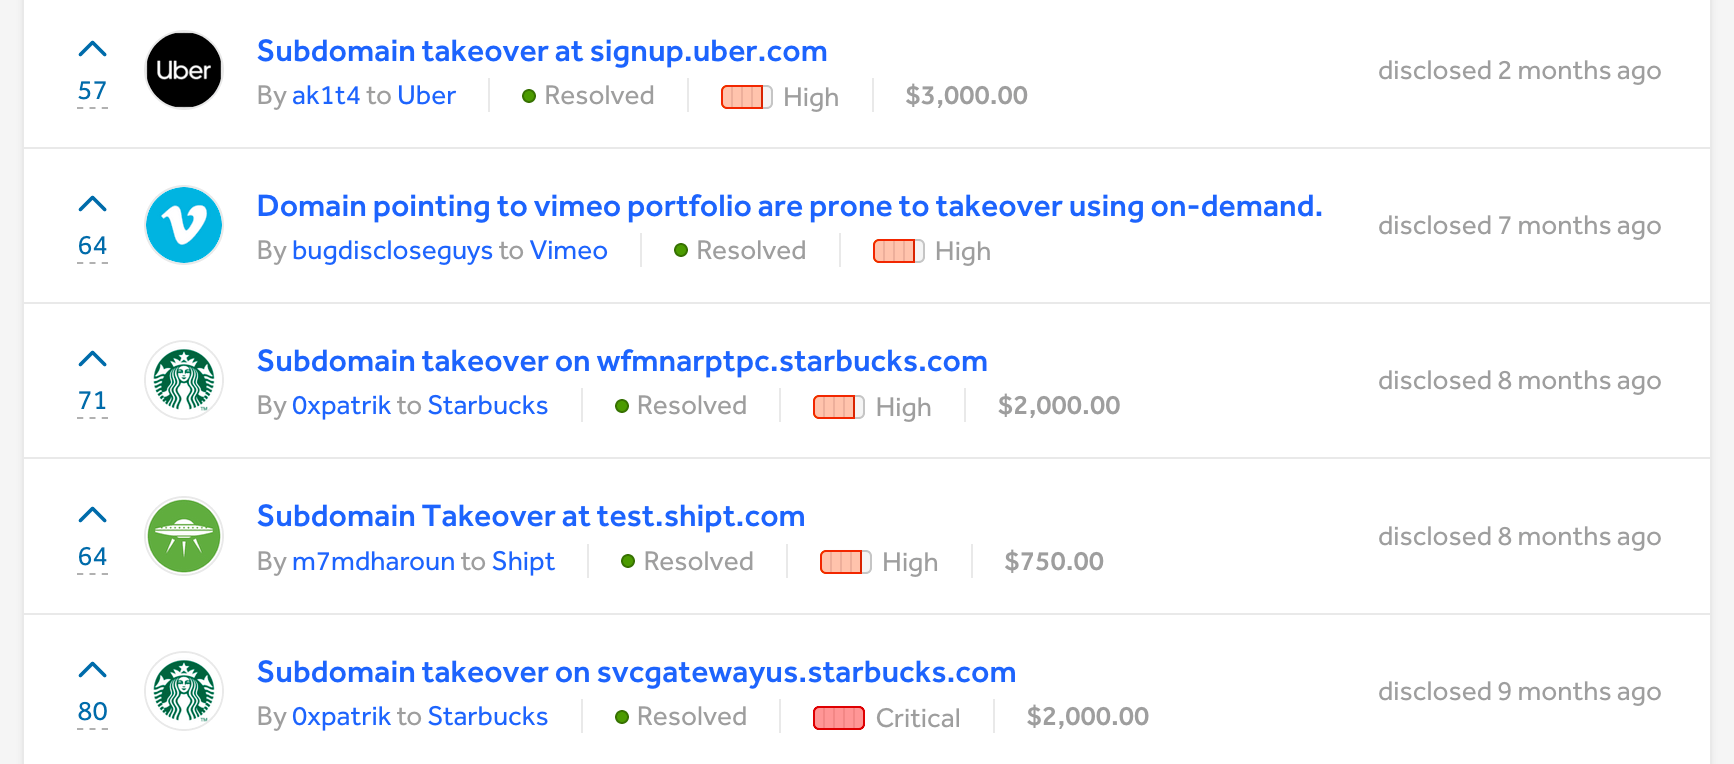 Subdomain takeover at signup.uber.com
57
Uber
By ak1t4 to Uber
Resolved
High
$3,000.00
disclosed 2 months ago
Domain pointing to vimeo portfolio are prone to takeover using on-demand.
64
By bugdiscloseguys to Vimeo
Resolved
High
disclosed 7 months ago
Subdomain takeover on wfmnarptpc.starbucks.com
71
By 0xpatrik to Starbucks
Resolved
High
$2,000.00
disclosed 8 months ago
Subdomain Takeover at test.shipt.com
64
By m7mdharoun to Shipt
Resolved
High
$750.00
disclosed 8 months ago
Subdomain takeover on svcgatewayus.starbucks.com
80
By 0xpatrik to Starbucks
Resolved
Critical
$2,000.00
disclosed 9 months ago